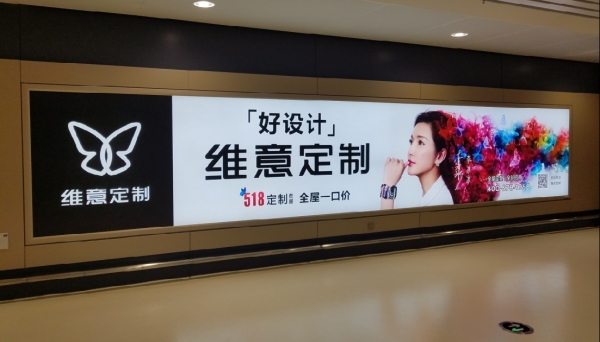 维意定制
「好设计」
维意定制
518定制 全屋一口价